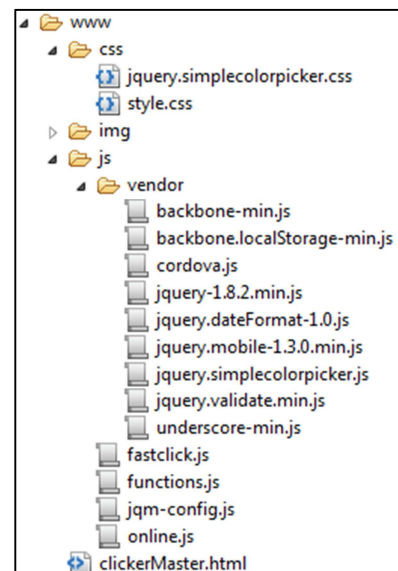 www
css
jquery.simplecolorpicker.css
style.css
img
js
vendor
backbone-min.js
backbone.localStorage-min.js
cordova.js
jquery-1.8.2.min.js
jquery.dateFormat-1.0.js
jquery.mobile-1.3.0.min.js
jquery.simplecolorpicker.js
jquery.validate.min.js
underscore-min.js
fastclick.js
functions.js
jqm-config.js
online.js
clickerMaster.html